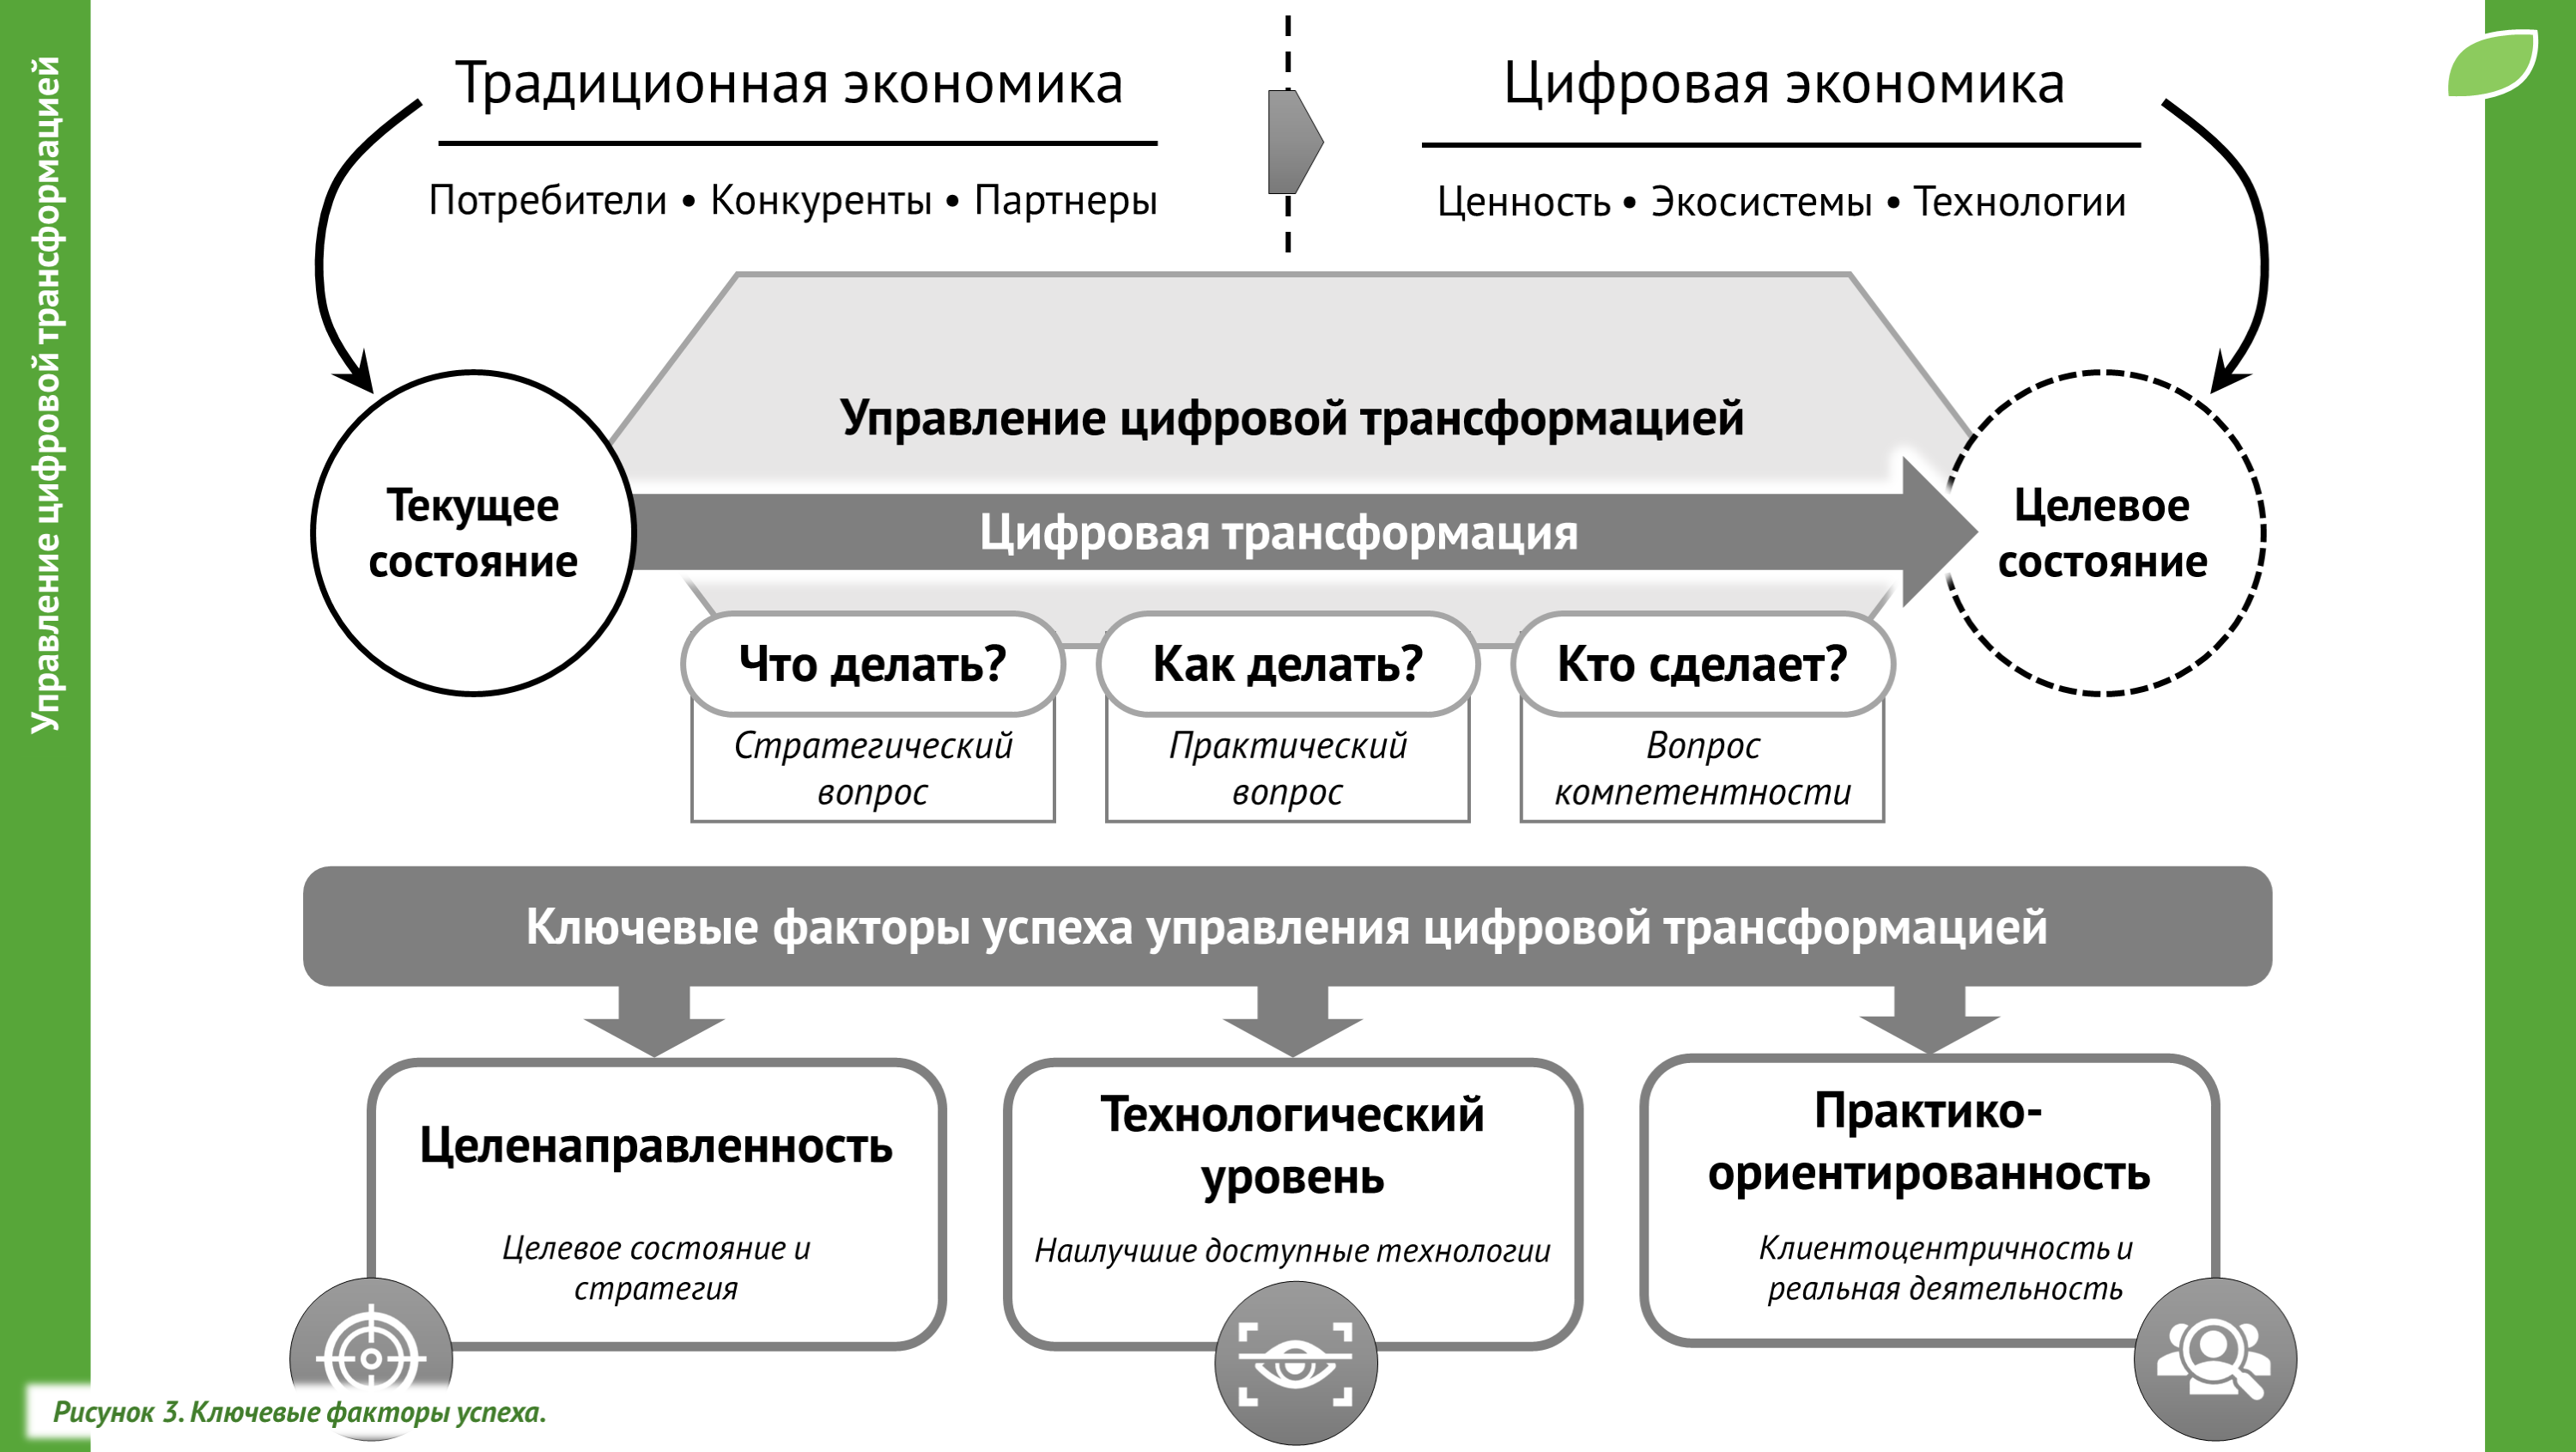 Управление цифровой трансформацией
Традиционная экономика
Потребители • Конкуренты • Партнеры
Цифровая экономика
Ценность • Экосистемы • Технологии
Управление цифровой трансформацией
Текущее
состояние
Цифровая трансформация
Целевое
состояние
Что делать?
Стратегический
вопрос
Как делать?
Практический
вопрос
Кто сделает?
Вопрос
компетентности
Ключевые факторы успеха управления цифровой трансформацией
Целенаправленность
Целевое состояние и
стратегия
Технологический
уровень
Наилучшие доступные технологии
Практико-
ориентированность
Клиентоцентричность и
реальная деятельность
Рисунок 3. Ключевые факторы успеха.